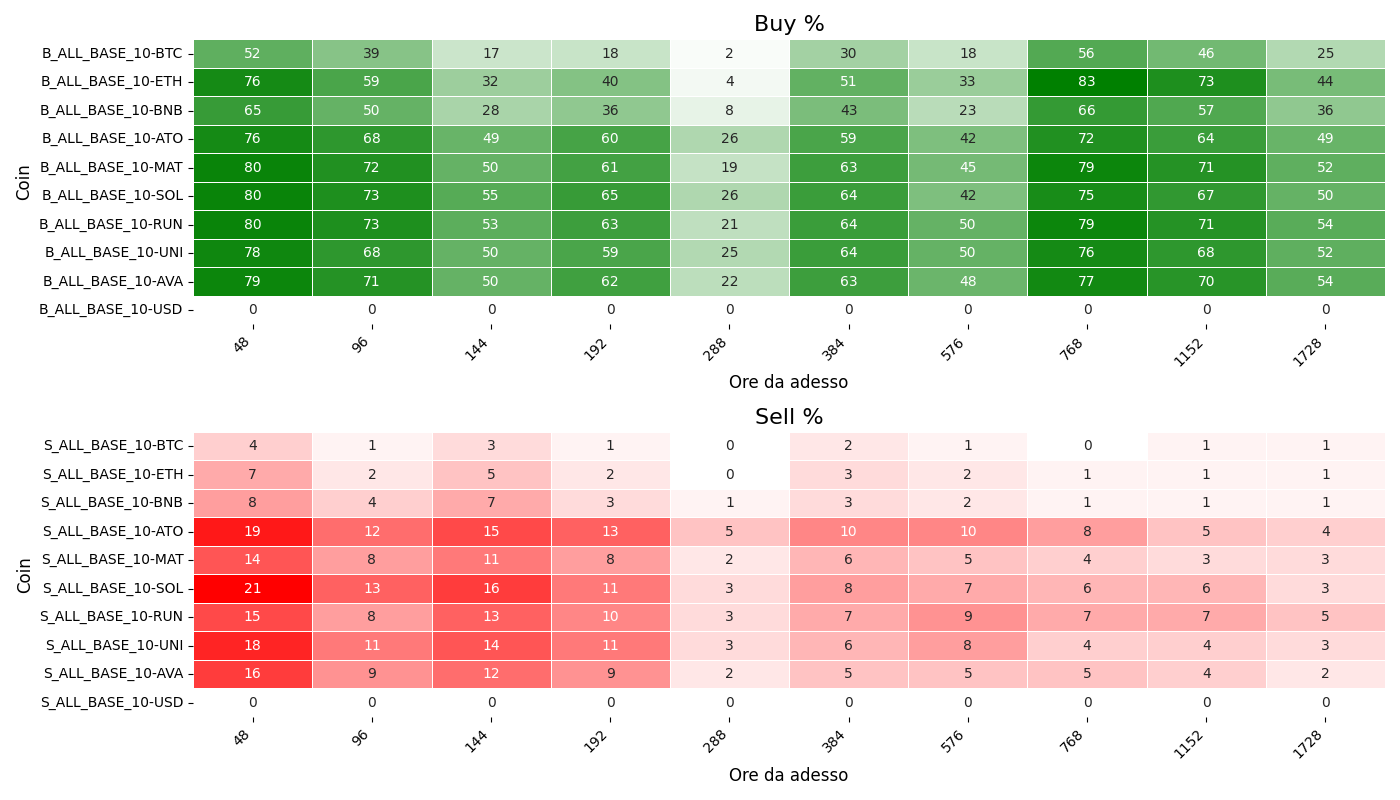 Buy %
Coin
B_ALL_BASE_10-BTC 52 39 17 18 2 30 18 56 46 25
B_ALL_BASE_10-ETH 76 59 32 40 4 51 33 83 73 44
B_ALL_BASE_10-BNB 65 50 28 36 8 43 23 66 57 36
B_ALL_BASE_10-ATO 76 68 49 60 26 59 42 72 64 49
B_ALL_BASE_10-MAT 80 72 50 61 19 63 45 79 71 52
B_ALL_BASE_10-SOL 80 73 55 65 26 64 42 75 67 50
B_ALL_BASE_10-RUN 80 73 53 63 21 64 50 79 71 54
B_ALL_BASE_10-UNI 78 68 50 59 25 64 50 76 68 52
B_ALL_BASE_10-AVA 79 71 50 62 22 63 48 77 70 54
B_ALL_BASE_10-USD 0 0 0 0 0 0 0 0 0 0
48 96 144 192 288 384 576 768 1152 1728
Ore da adesso
Sell %
Coin
S_ALL_BASE_10-BTC 4 1 3 1 0 2 1 0 1 1
S_ALL_BASE_10-ETH 7 2 5 2 0 3 2 1 1 1
S_ALL_BASE_10-BNB 8 4 7 3 1 3 2 1 1 1
S_ALL_BASE_10-ATO 19 12 15 13 5 10 10 8 5 4
S_ALL_BASE_10-MAT 14 8 11 8 2 6 5 4 3 3
S_ALL_BASE_10-SOL 21 13 16 11 3 8 7 6 6 3
S_ALL_BASE_10-RUN 15 8 13 10 3 7 9 7 7 5
S_ALL_BASE_10-UNI 18 11 14 11 3 6 8 4 4 3
S_ALL_BASE_10-AVA 16 9 12 9 2 5 5 5 4 2
S_ALL_BASE_10-USD 0 0 0 0 0 0 0 0 0 0
48 96 144 192 288 384 576 768 1152 1728
Ore da adesso